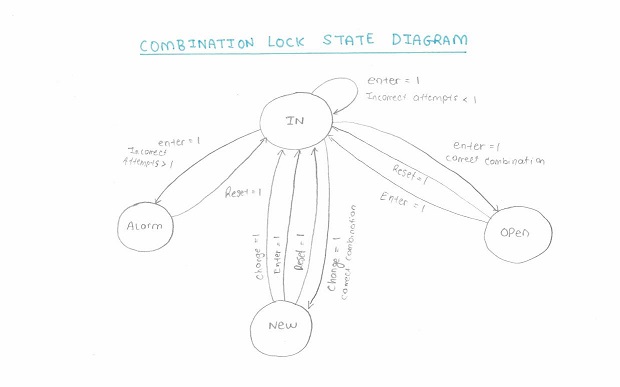 COMBINATION LOCK STATE DIAGRAM
enter = 1
Incorrect attempts < 1
IN
enter = 1
Incorrect
Attempts > 1
enter = 1
correct combination
Reset = 1
Reset = 1
Enter = 1
Alarm
Open
Change = 1
Enter = 1
Reset = 1
Change = 1
correct combination
New